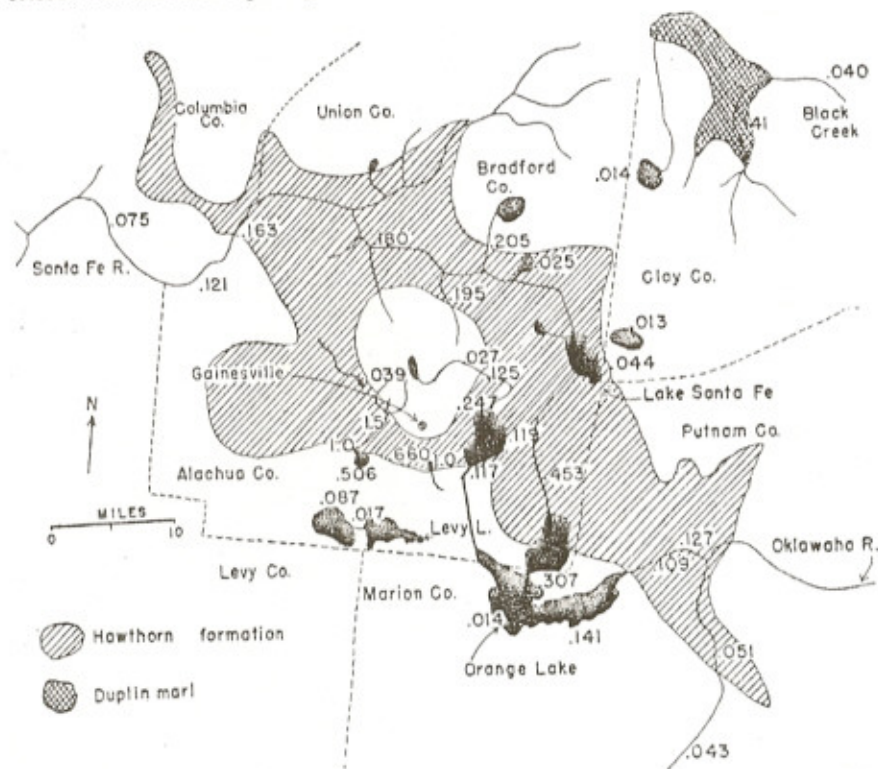 .040
Columbia
Co.
Union Co.
Black
Creek
41
Bradford
Co.
.014
.075
.163
.180
.205
.025
Santa Fe R.
.121
Clay Co.
.195
.013
.027
.044
Gainesville
.039
.125
Lake Santa Fe
.247
N
1.5
.119
Putnam Co.
1.0
.660
1.0
Alachua Co.
.506
.117
.453
MILES
0 10
.087
.017
Levy L.
.127
Oklawaha R.
.109
Levy Co.
Marion Co.
.307
Hawthorn formation
.014
.141
.051
Orange Lake
Duplin marl
.043